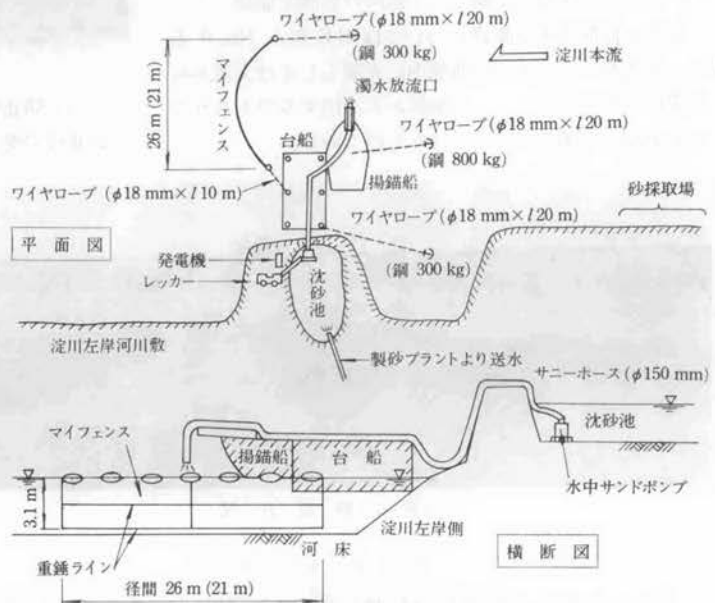 ワイヤロープ(φ18 mm×l 20 m)
(鋼 300 kg)
淀川本流
26 m (21 m)
マイフェンス
濁水放流口
台船
ワイヤロープ(φ18 mm×l 20 m)
(鋼 800 kg)
揚錨船
ワイヤロープ(φ18 mm×l 10 m)
ワイヤロープ(φ18 mm×l 20 m)
砂採取場
平面図
発電機
(鋼 300 kg)
レッカー
沈砂池
淀川左岸河川敷
製砂プラントより送水
サニーホース(φ150 mm)
マイフェンス
揚錨船
台船
沈砂池
3.1 m
水中サンドポンプ
淀川左岸側
重錘ライン
河床
横断図
径間 26 m (21 m)